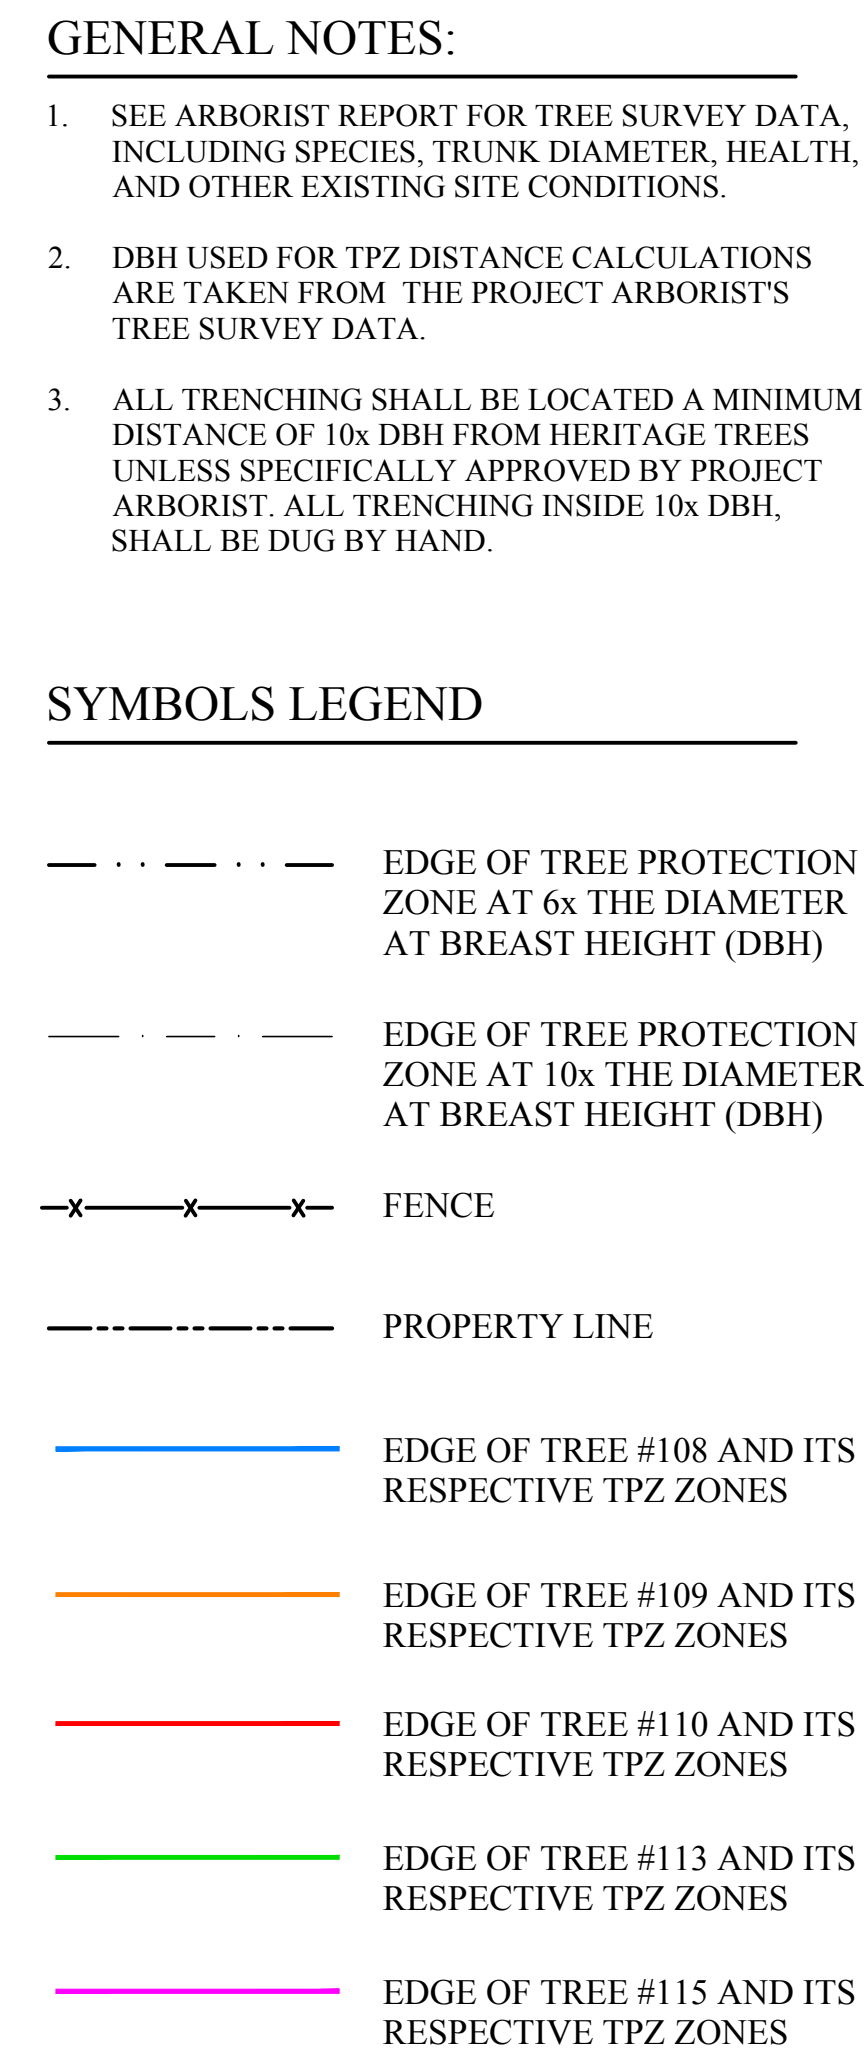 GENERAL NOTES:
1. SEE ARBORIST REPORT FOR TREE SURVEY DATA,
INCLUDING SPECIES, TRUNK DIAMETER, HEALTH,
AND OTHER EXISTING SITE CONDITIONS.
2. DBH USED FOR TPZ DISTANCE CALCULATIONS
ARE TAKEN FROM THE PROJECT ARBORIST'S
TREE SURVEY DATA.
3. ALL TRENCHING SHALL BE LOCATED A MINIMUM
DISTANCE OF 10x DBH FROM HERITAGE TREES
UNLESS SPECIFICALLY APPROVED BY PROJECT
ARBORIST. ALL TRENCHING INSIDE 10x DBH,
SHALL BE DUG BY HAND.
SYMBOLS LEGEND
EDGE OF TREE PROTECTION
ZONE AT 6x THE DIAMETER
AT BREAST HEIGHT (DBH)
EDGE OF TREE PROTECTION
ZONE AT 10x THE DIAMETER
AT BREAST HEIGHT (DBH)
FENCE
PROPERTY LINE
EDGE OF TREE #108 AND ITS
RESPECTIVE TPZ ZONES
EDGE OF TREE #109 AND ITS
RESPECTIVE TPZ ZONES
EDGE OF TREE #110 AND ITS
RESPECTIVE TPZ ZONES
EDGE OF TREE #113 AND ITS
RESPECTIVE TPZ ZONES
EDGE OF TREE #115 AND ITS
RESPECTIVE TPZ ZONES